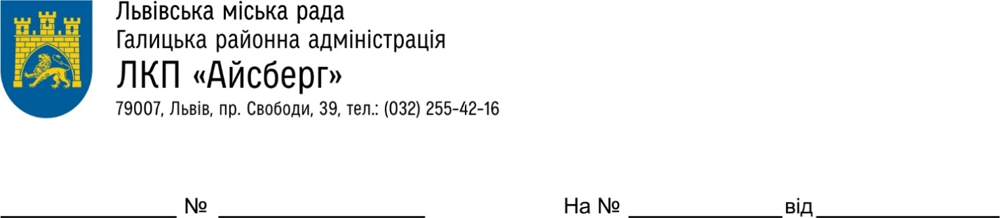 Львівська міська рада
Галицька районна адміністрація
ЛКП «Айсберг»
79007, Львів, пр. Свободи, 39, тел.: (032) 255-42-16
№ На № від